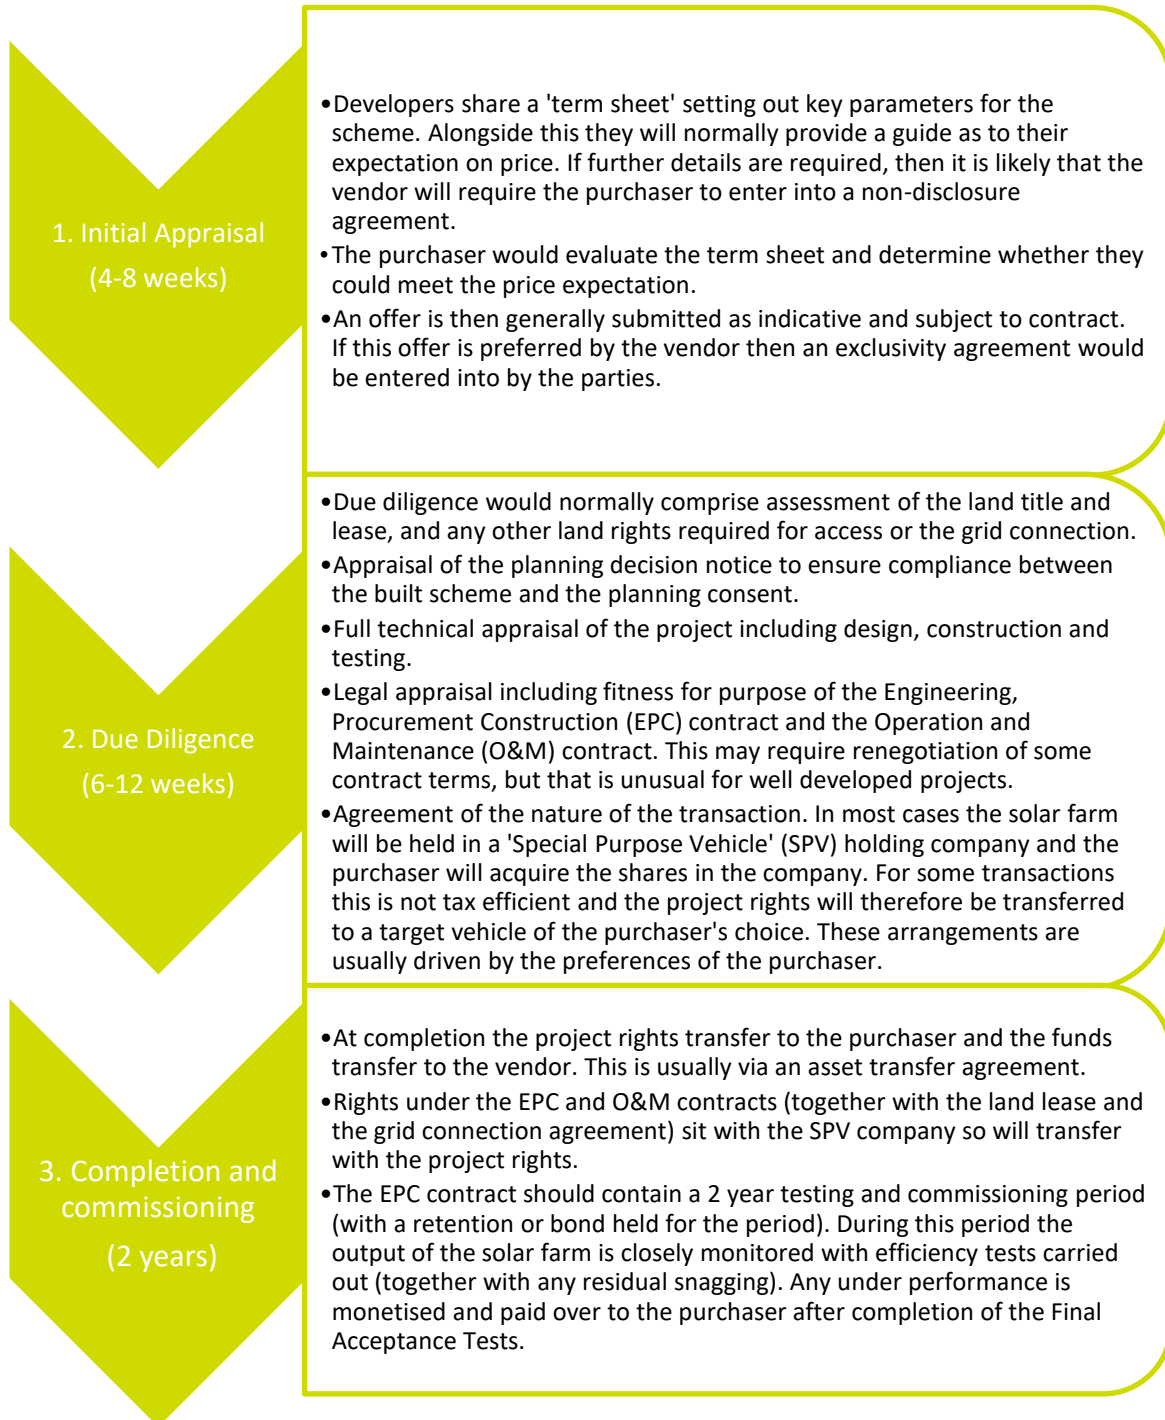 1. Initial Appraisal
(4-8 weeks)
•Developers share a 'term sheet' setting out key parameters for the
scheme. Alongside this they will normally provide a guide as to their
expectation on price. If further details are required, then it is likely that the
vendor will require the purchaser to enter into a non-disclosure
agreement.
•The purchaser would evaluate the term sheet and determine whether they
could meet the price expectation.
•An offer is then generally submitted as indicative and subject to contract.
If this offer is preferred by the vendor then an exclusivity agreement would
be entered into by the parties.
2. Due Diligence
(6-12 weeks)
•Due diligence would normally comprise assessment of the land title and
lease, and any other land rights required for access or the grid connection.
•Appraisal of the planning decision notice to ensure compliance between
the built scheme and the planning consent.
•Full technical appraisal of the project including design, construction and
testing.
•Legal appraisal including fitness for purpose of the Engineering,
Procurement Construction (EPC) contract and the Operation and
Maintenance (O&M) contract. This may require renegotiation of some
contract terms, but that is unusual for well developed projects.
•Agreement of the nature of the transaction. In most cases the solar farm
will be held in a 'Special Purpose Vehicle' (SPV) holding company and the
purchaser will acquire the shares in the company. For some transactions
this is not tax efficient and the project rights will therefore be transferred
to a target vehicle of the purchaser's choice. These arrangements are
usually driven by the preferences of the purchaser.
3. Completion and
commissioning
(2 years)
•At completion the project rights transfer to the purchaser and the funds
transfer to the vendor. This is usually via an asset transfer agreement.
•Rights under the EPC and O&M contracts (together with the land lease and
the grid connection agreement) sit with the SPV company so will transfer
with the project rights.
•The EPC contract should contain a 2 year testing and commissioning period
(with a retention or bond held for the period). During this period the
output of the solar farm is closely monitored with efficiency tests carried
out (together with any residual snagging). Any under performance is
monetised and paid over to the purchaser after completion of the Final
Acceptance Tests.